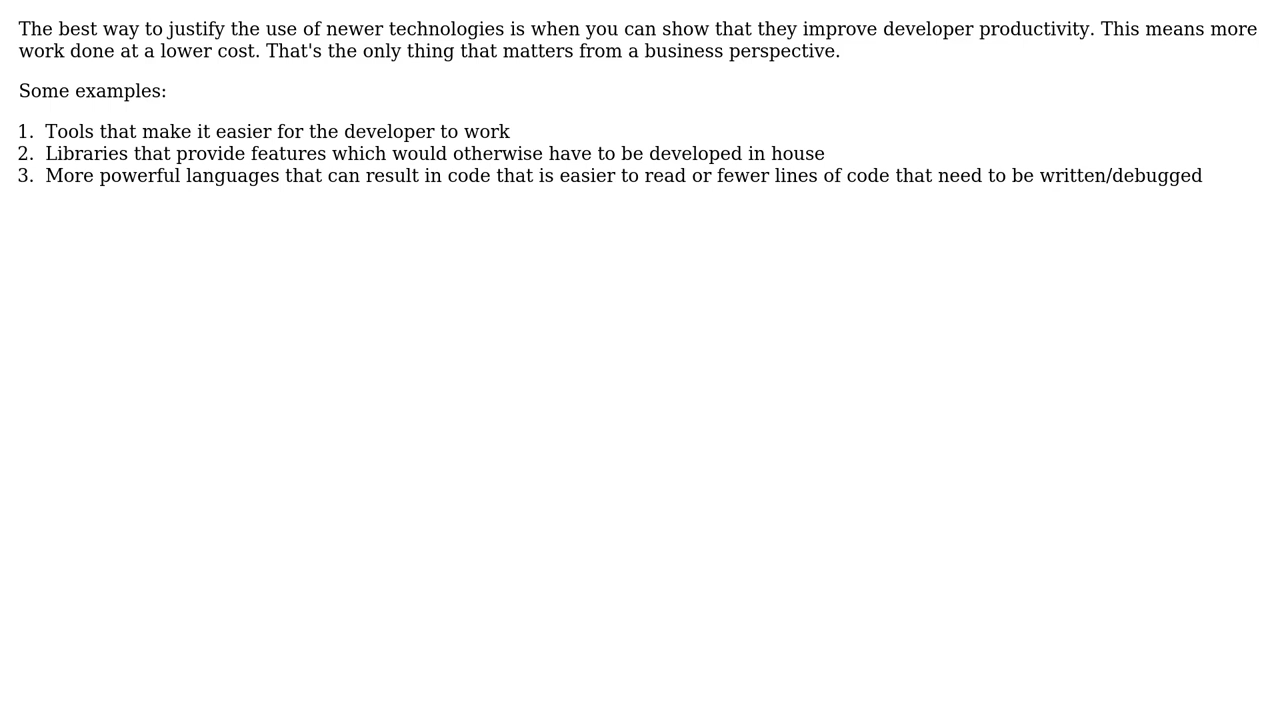 The best way to justify the use of newer technologies is when you can show that they improve developer productivity. This means more
work done at a lower cost. That's the only thing that matters from a business perspective.
Some examples:
1. Tools that make it easier for the developer to work
2. Libraries that provide features which would otherwise have to be developed in house
3. More powerful languages that can result in code that is easier to read or fewer lines of code that need to be written/debugged